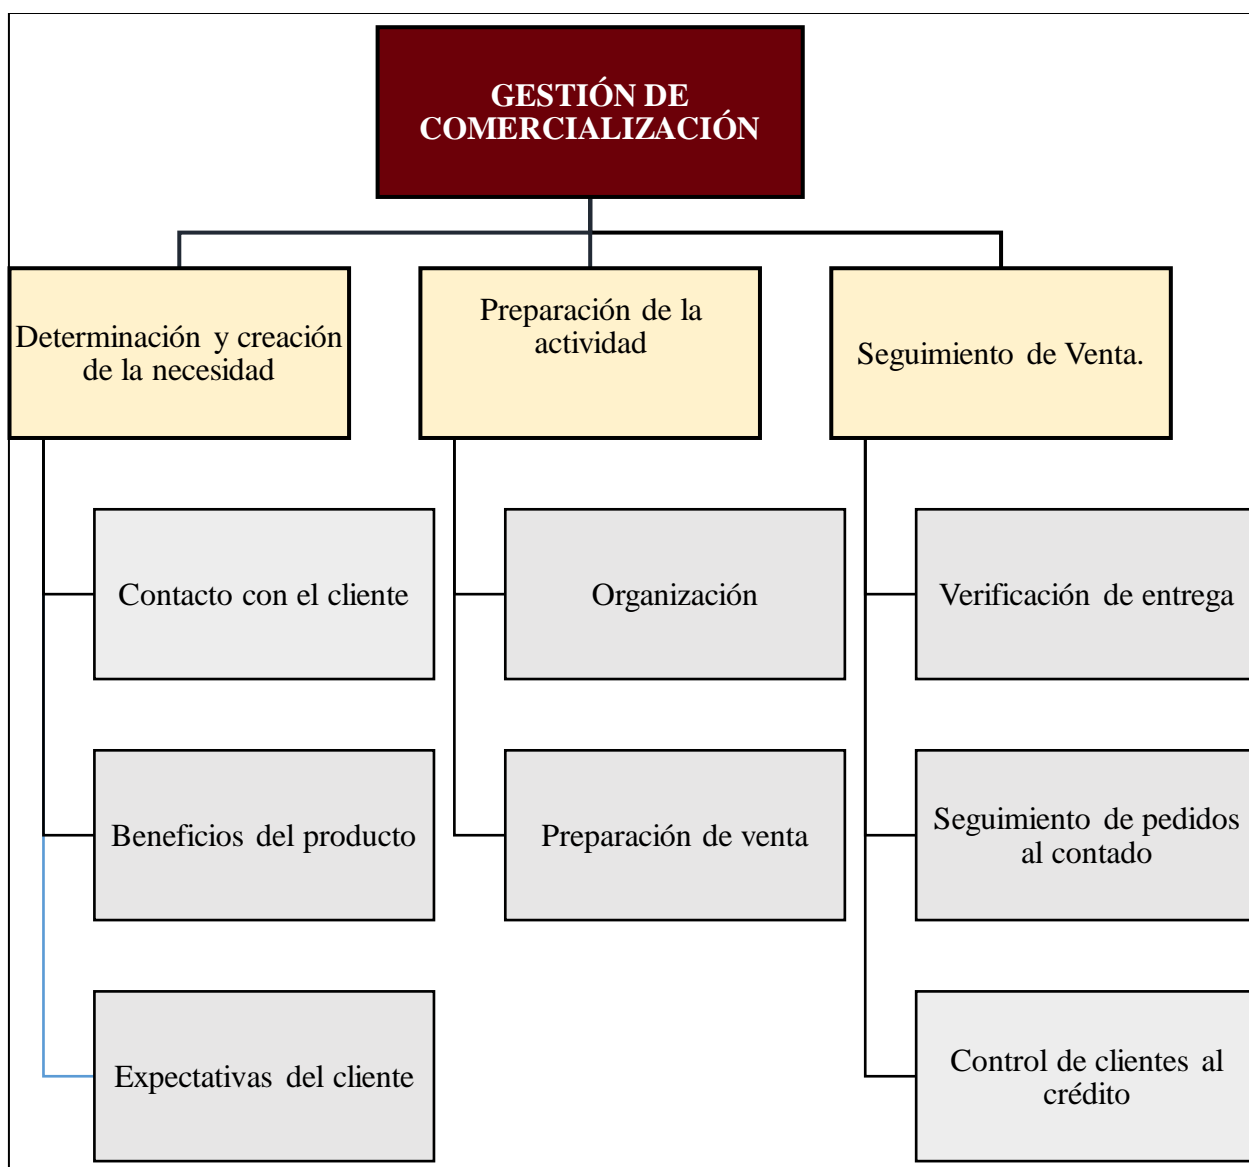 GESTIÓN DE
COMERCIALIZACIÓN
Determinación y creación
de la necesidad
Preparación de la
actividad
Seguimiento de Venta.
Contacto con el cliente
Organización
Verificación de entrega
Beneficios del producto
Preparación de venta
Seguimiento de pedidos
al contado
Expectativas del cliente
Control de clientes al
crédito